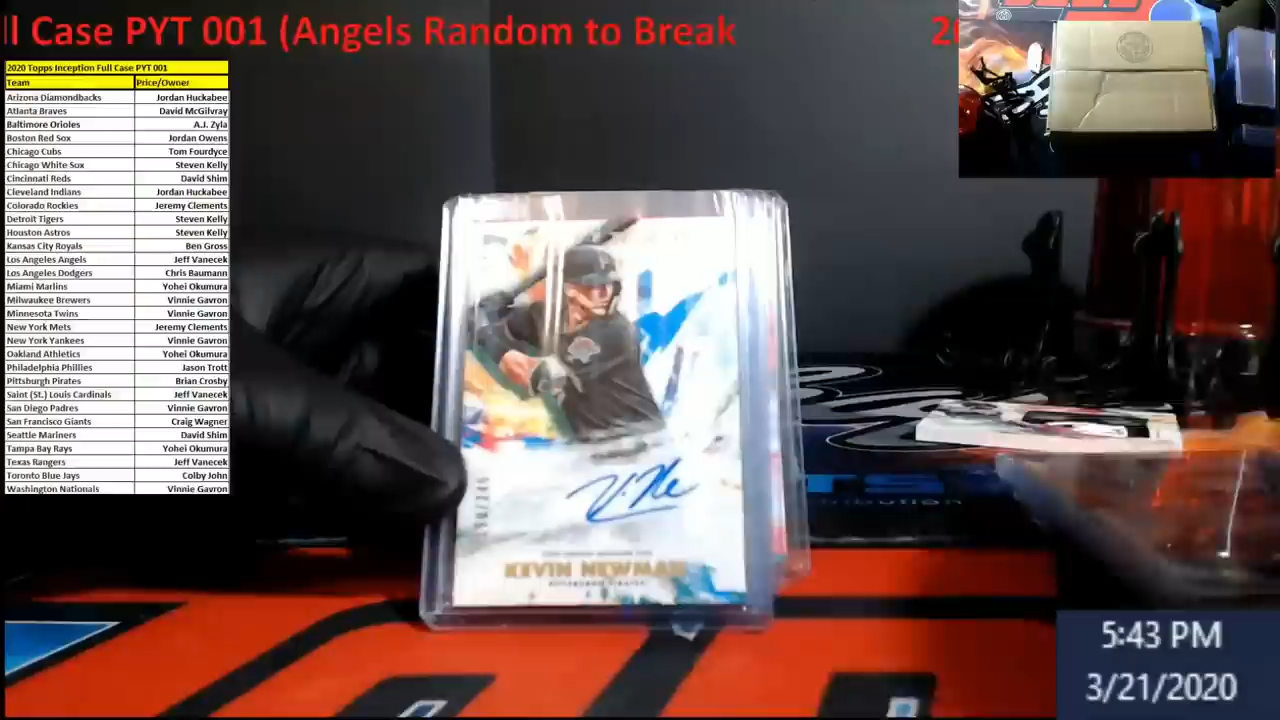 ll Case PYT 001 (Angels Random to Break
2020 Topps Inception Full Case PYT 001
Team Price/Owner
Arizona Diamondbacks Jordan Huckabee
Atlanta Braves David McGilvray
Baltimore Orioles A.J. Zyla
Boston Red Sox Jordan Owens
Chicago Cubs Tom Fourdyce
Chicago White Sox Steven Kelly
Cincinnati Reds David Shim
Cleveland Indians Jordan Huckabee
Colorado Rockies Jeremy Clements
Detroit Tigers Steven Kelly
Houston Astros Steven Kelly
Kansas City Royals Ben Gross
Los Angeles Angels Jeff Vanecek
Los Angeles Dodgers Chris Baumann
Miami Marlins Yohei Okumura
Milwaukee Brewers Vinnie Gavron
Minnesota Twins Vinnie Gavron
New York Mets Jeremy Clements
New York Yankees Vinnie Gavron
Oakland Athletics Yohei Okumura
Philadelphia Phillies Jason Trott
Pittsburgh Pirates Brian Crosby
Saint (St.) Louis Cardinals Jeff Vanecek
San Diego Padres Vinnie Gavron
San Francisco Giants Craig Wagner
Seattle Mariners David Shim
Tampa Bay Rays Yohei Okumura
Texas Rangers Jeff Vanecek
Toronto Blue Jays Colby John
Washington Nationals Vinnie Gavron
KEVIN NEWMAN
PITTSBURGH PIRATES
5:43 PM
3/21/2020